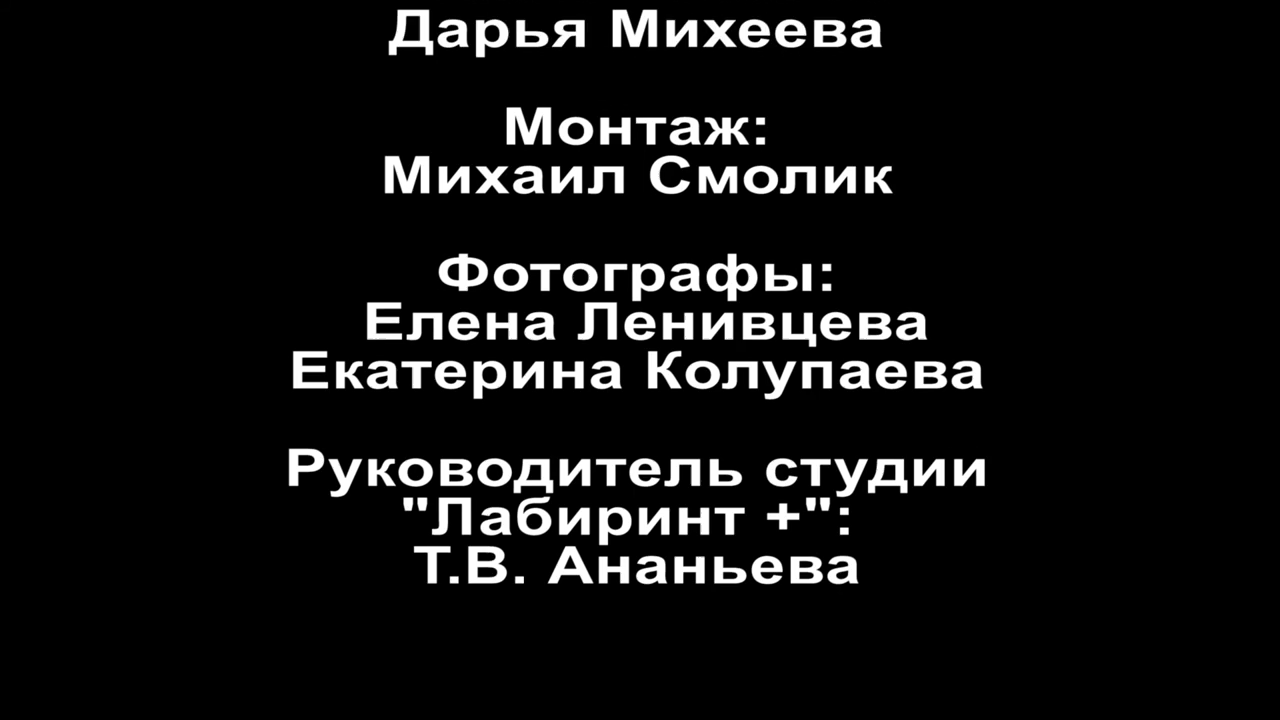 Дарья Михеева
Монтаж:
Михаил Смолик
Фотографы:
Елена Ленивцева
Екатерина Колупаева
Руководитель студии
"Лабиринт +":
Т.В. Ананьева